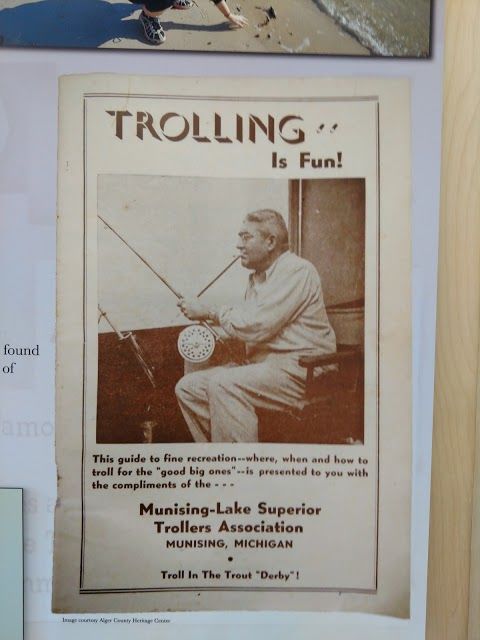 TROLLING - -
Is Fun!
found
of
This guide to fine recreation--where, when and how to
troll for the "good big ones"--is presented to you with
the compliments of the - - -
Munising-Lake Superior
Trollers Association
MUNISING, MICHIGAN
•
Troll In The Trout "Derby"!
Image courtesy Alger County Heritage Center